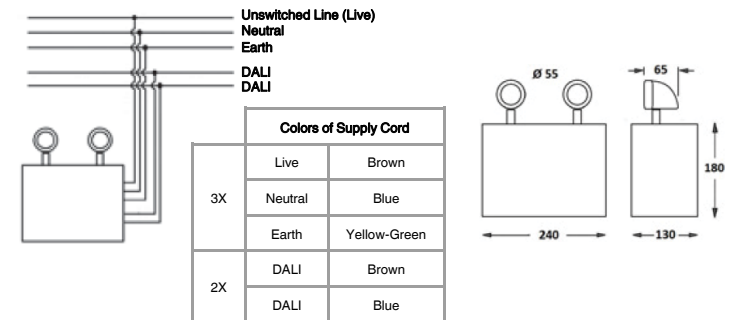 Unswitched Line (Live)
Neutral
Earth
DALI
DALI
Colors of Supply Cord
3X
Live Brown
Neutral Blue
Earth Yellow-Green
2X
DALI Brown
DALI Blue
Ø 55
65
180
240
130